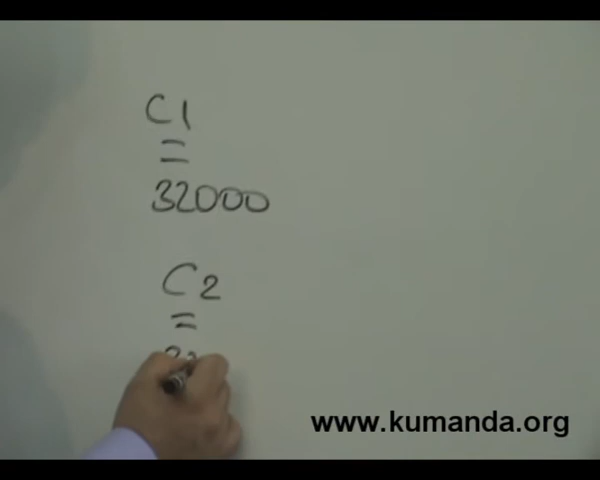 C1
=
32000
C2
=
www.kumanda.org